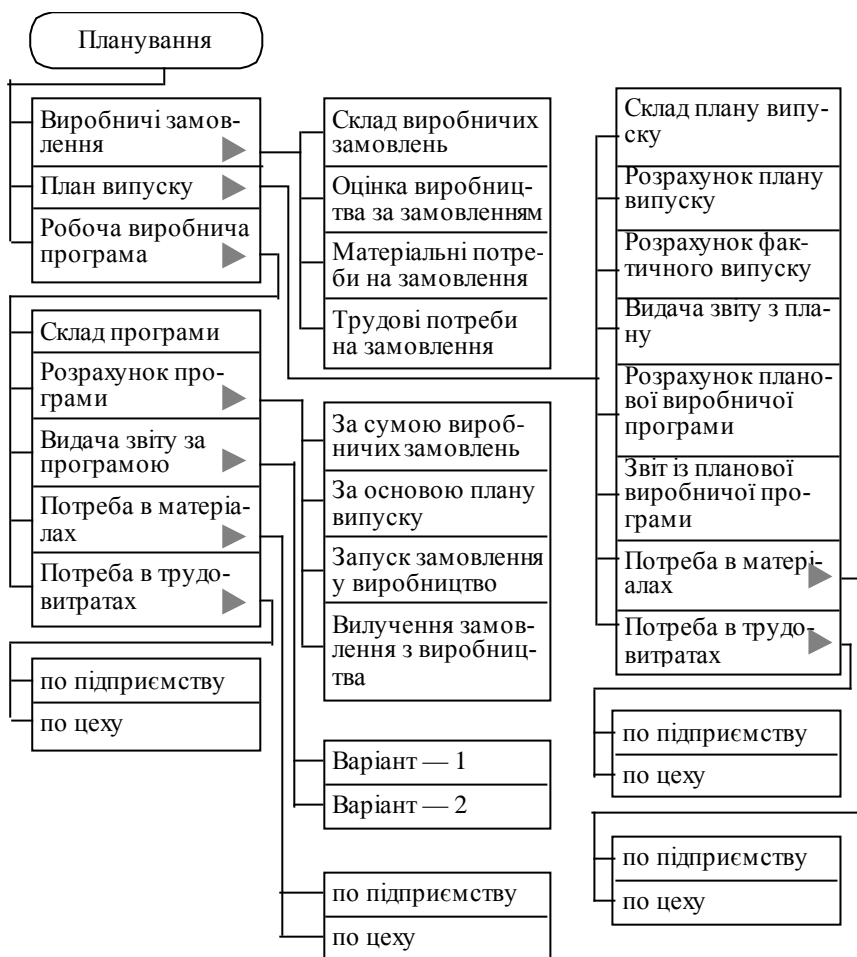 Планування
Виробничі замов-
лення
План випуску
Робоча виробнича
програма
Склад програми
Розрахунок про-
грами
Видача звіту за
програмою
Потреба в матеріа-
лах
Потреба в трудо-
витратах
по підприємству
по цеху
Склад виробничих
замовлень
Оцінка виробниц-
тва за замовленням
Матеріальні потре-
би на замовлення
Трудові потреби
на замовлення
За сумою вироб-
ничих замовлень
За основою плану
випуску
Запуск замовлення
у виробництво
Вилучення замов-
лення з виробниц-
тва
Варіант — 1
Варіант — 2
по підприємству
по цеху
Склад плану випу-
ску
Розрахунок плану
випуску
Розрахунок фак-
тичного випуску
Видача звіту з пла-
ну
Розрахунок плано-
вої виробничої
програми
Звіт із планової
виробничої про-
грами
Потреба в матері-
алах
Потреба в трудо-
витратах
по підприємству
по цеху
по підприємству
по цеху